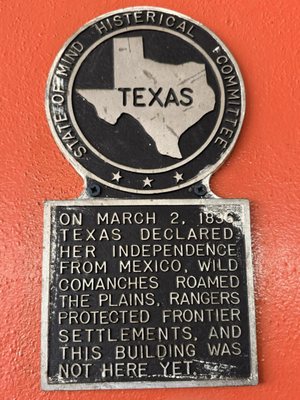 STATE OF MIND HISTERICAL COMMITTEE
TEXAS
ON MARCH 2, 1836
TEXAS DECLARED
HER INDEPENDENCE
FROM MEXICO, WILD
COMANCHES ROAMED
THE PLAINS, RANGERS
PROTECTED FRONTIER
SETTLEMENTS, AND
THIS BUILDING WAS
NOT HERE YET.